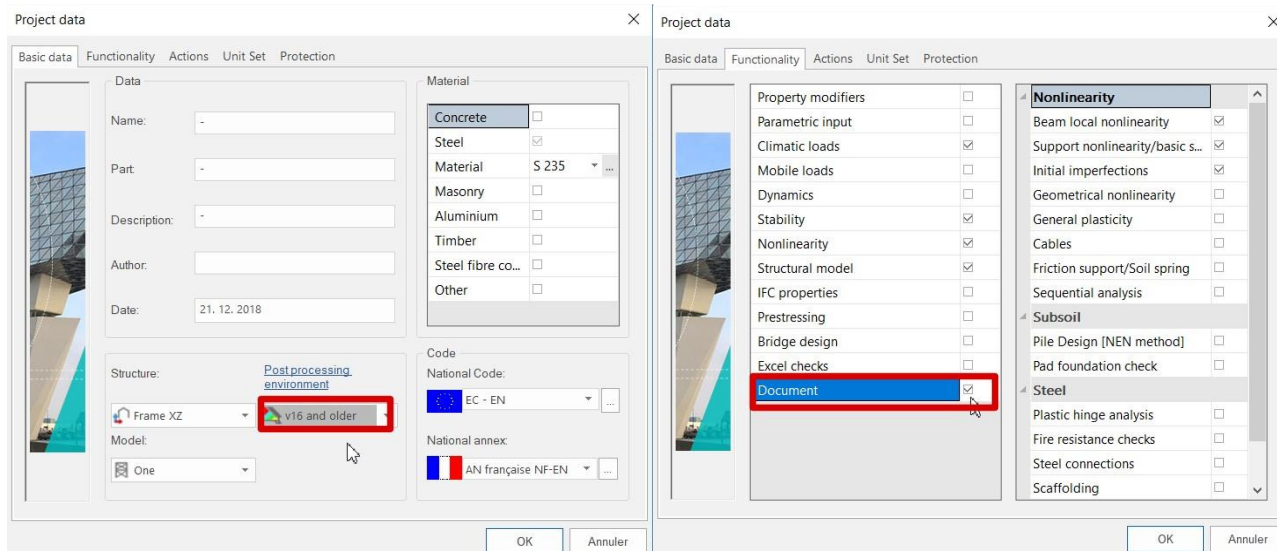 Project data
Basic data Functionality Actions Unit Set Protection
Data
Name: -
Part: -
Description: -
Author:
Date: 21. 12. 2018
Material
Concrete
Steel
Material S 235 ...
Masonry
Aluminium
Timber
Steel fibre co...
Other
Structure: Post processing
environment
Frame XZ v16 and older
Model:
One
Code
National Code:
EC - EN ...
National annex:
AN française NF-EN ...
OK Annuler
Project data
Basic data Functionality Actions Unit Set Protection
Property modifiers
Parametric input
Climatic loads
Mobile loads
Dynamics
Stability
Nonlinearity
Structural model
IFC properties
Prestressing
Bridge design
Excel checks
Document
Nonlinearity
Beam local nonlinearity
Support nonlinearity/basic s...
Initial imperfections
Geometrical nonlinearity
General plasticity
Cables
Friction support/Soil spring
Sequential analysis
Subsoil
Pile Design [NEN method]
Pad foundation check
Steel
Plastic hinge analysis
Fire resistance checks
Steel connections
Scaffolding
OK Annuler